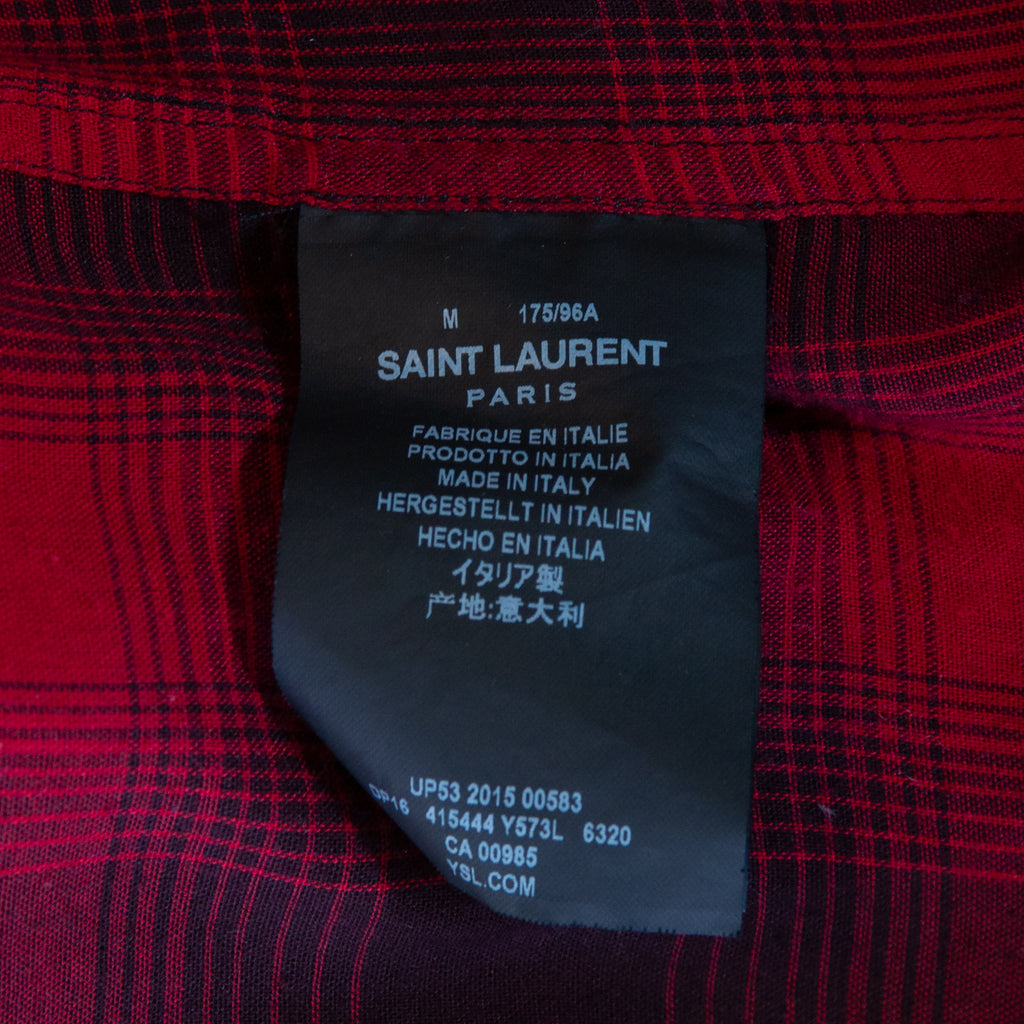 M 175/96A
SAINT LAURENT
PARIS
FABRIQUE EN ITALIE
PRODOTTO IN ITALIA
MADE IN ITALY
HERGESTELLT IN ITALIEN
HECHO EN ITALIA
イタリア製
产地:意大利
UP53 2015 00583
DP16 415444 Y573L 6320
CA 00985
YSL.COM